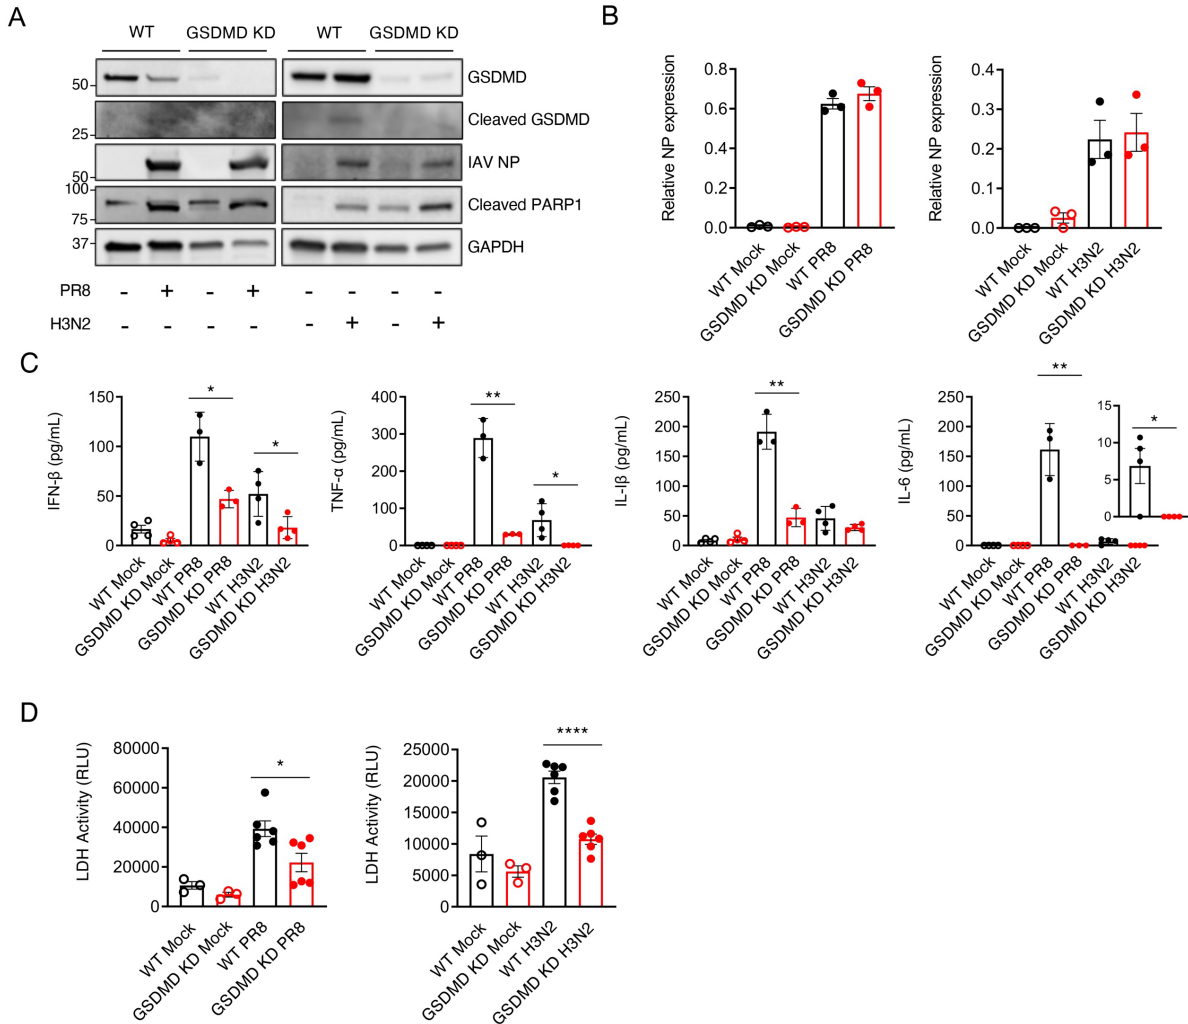 A
WT GSDMD KD WT GSDMD KD
50 GSDMD
25 Cleaved GSDMD
50 IAV NP
100
75 Cleaved PARP1
37 GAPDH
PR8 - + - + - - - -
H3N2 - - - - - + - +
B
Relative NP expression
0.8
0.6
0.4
0.2
0.0
WT Mock
GSDMD KD Mock
WT PR8
GSDMD KD PR8
Relative NP expression
0.4
0.3
0.2
0.1
0.0
WT Mock
GSDMD KD Mock
WT H3N2
GSDMD KD H3N2
C
IFN-β (pg/mL)
150
100
50
0
*
*
WT Mock
GSDMD KD Mock
WT PR8
GSDMD KD PR8
WT H3N2
GSDMD KD H3N2
TNF-α (pg/mL)
400
300
200
100
0
**
*
WT Mock
GSDMD KD Mock
WT PR8
GSDMD KD PR8
WT H3N2
GSDMD KD H3N2
IL-Iβ (pg/mL)
250
200
150
100
50
0
**
WT Mock
GSDMD KD Mock
WT PR8
GSDMD KD PR8
WT H3N2
GSDMD KD H3N2
IL-6 (pg/mL)
250
200
150
100
50
0
**
15
10
5
0
*
WT Mock
GSDMD KD Mock
WT PR8
GSDMD KD PR8
WT H3N2
GSDMD KD H3N2
D
LDH Activity (RLU)
80000
60000
40000
20000
0
*
WT Mock
GSDMD KD Mock
WT PR8
GSDMD KD PR8
LDH Activity (RLU)
25000
20000
15000
10000
5000
0
****
WT Mock
GSDMD KD Mock
WT H3N2
GSDMD KD H3N2